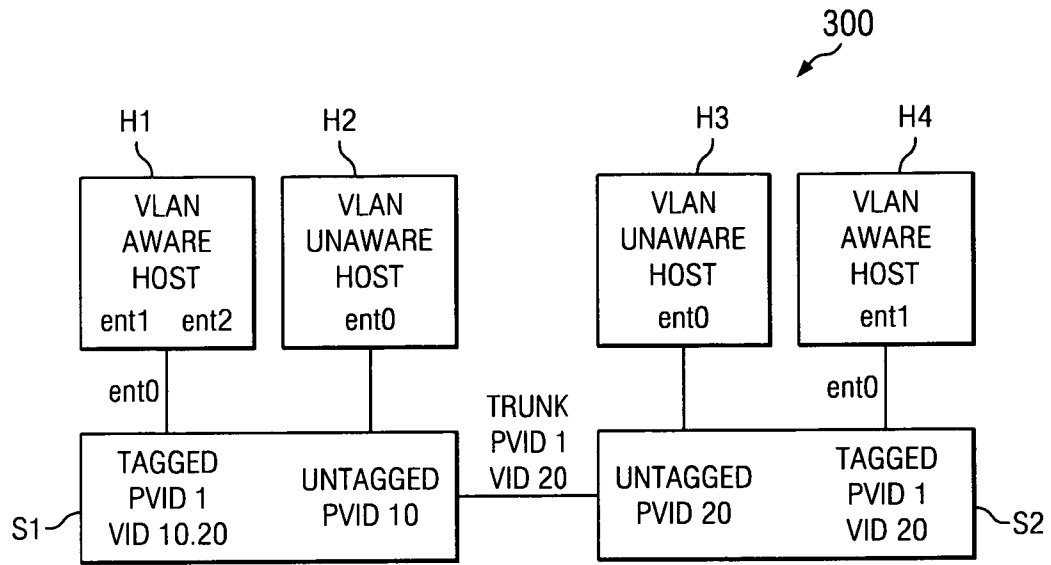 300
H1
H2
H3
H4
VLAN
AWARE
HOST
ent1 ent2
VLAN
UNAWARE
HOST
ent0
VLAN
UNAWARE
HOST
ent0
VLAN
AWARE
HOST
ent1
ent0
ent0
TRUNK
PVID 1
VID 20
TAGGED
PVID 1
VID 10.20
UNTAGGED
PVID 10
UNTAGGED
PVID 20
TAGGED
PVID 1
VID 20
S1
S2